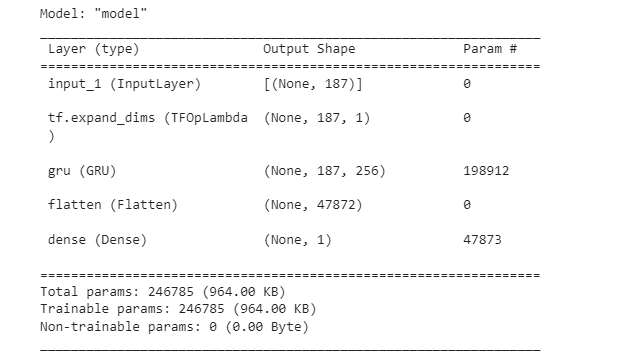 Model: "model"
_________________________________________________________________
Layer (type) Output Shape Param #
=================================================================
input_1 (InputLayer) [(None, 187)] 0
tf.expand_dims (TFOpLambda (None, 187, 1) 0
)
gru (GRU) (None, 187, 256) 198912
flatten (Flatten) (None, 47872) 0
dense (Dense) (None, 1) 47873
=================================================================
Total params: 246785 (964.00 KB)
Trainable params: 246785 (964.00 KB)
Non-trainable params: 0 (0.00 Byte)
_________________________________________________________________